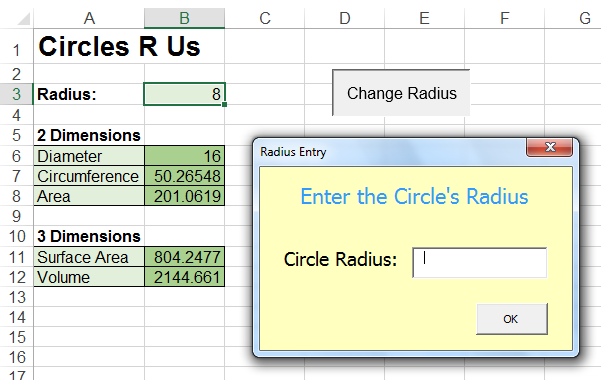 A B C D E F G
1 Circles R Us
2
3 Radius: 8 Change Radius
4
5 2 Dimensions
6 Diameter 16
7 Circumference 50.26548
8 Area 201.0619
9
10 3 Dimensions
11 Surface Area 804.2477
12 Volume 2144.661
13
14
15
16
17
Radius Entry
Enter the Circle's Radius
Circle Radius:
OK